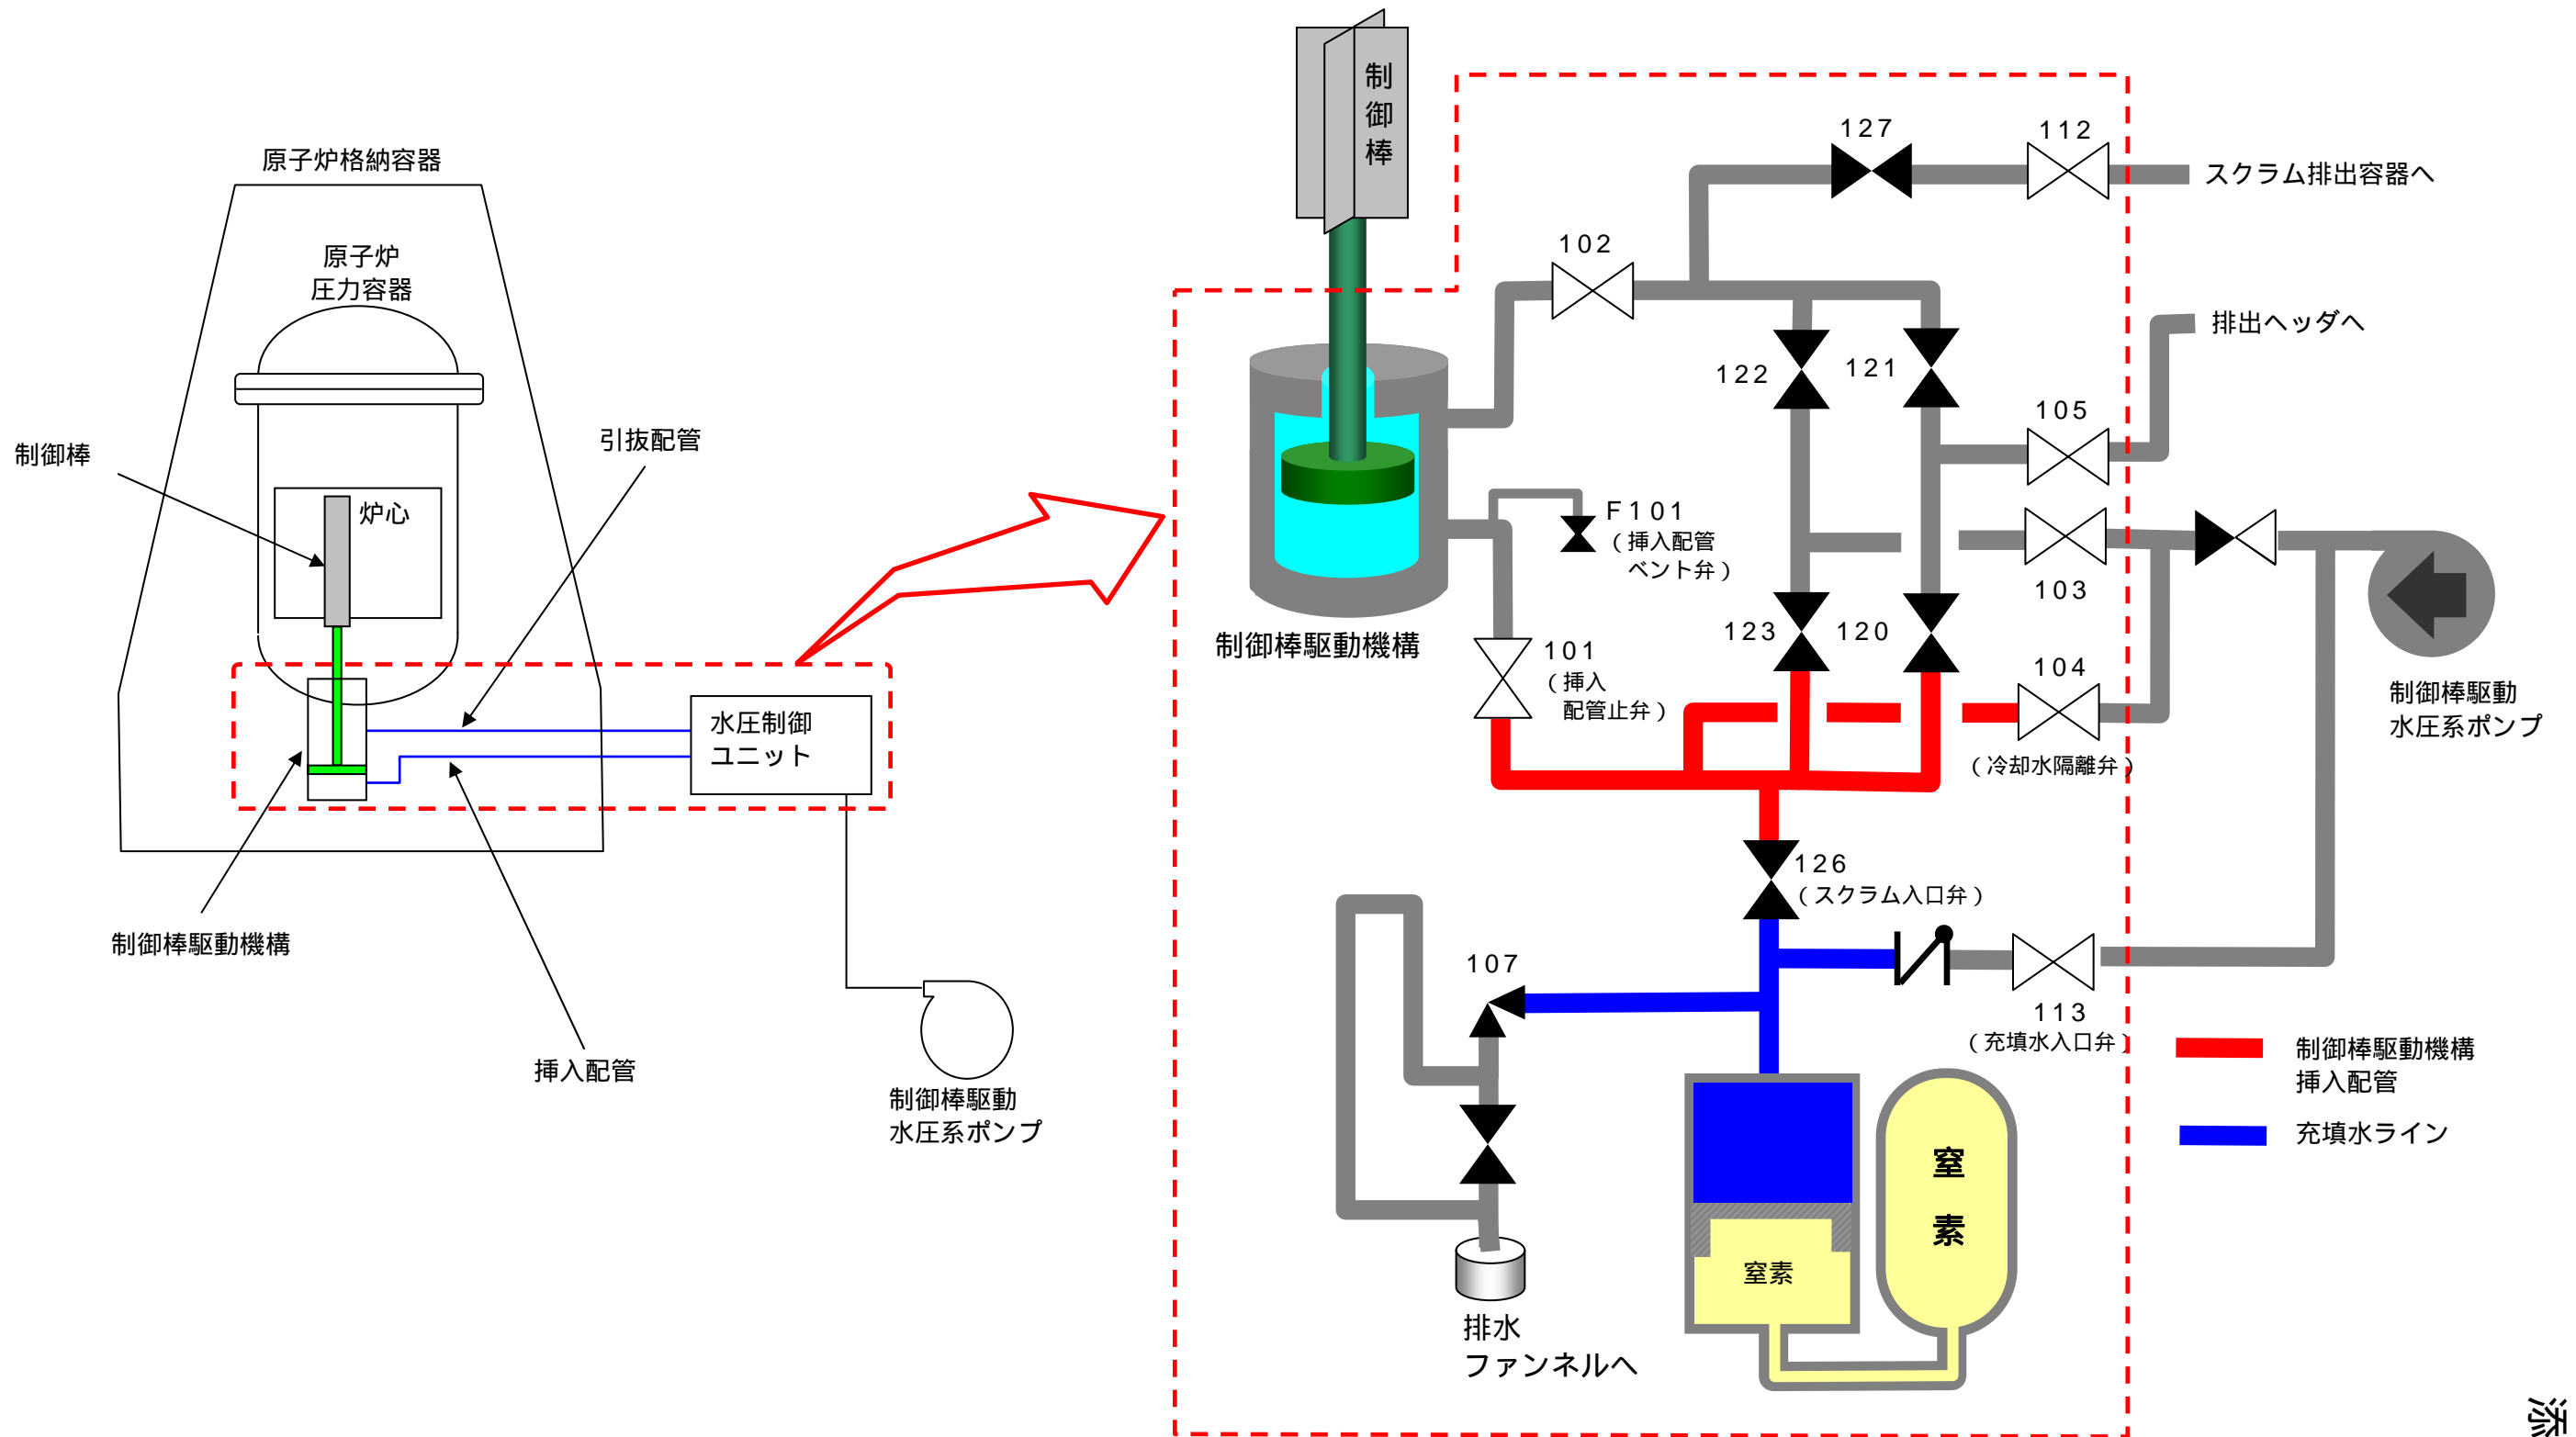 原子炉格納容器
原子炉
圧力容器
制御棒
炉心
引抜配管
水圧制御
ユニット
制御棒駆動機構
挿入配管
制御棒駆動
水圧系ポンプ
制
御
棒
127
112
スクラム排出容器へ
102
排出ヘッダへ
122
121
105
F101
(挿入配管
ベント弁)
103
制御棒駆動機構
123
120
101
(挿入
配管止弁)
104
(冷却水隔離弁)
制御棒駆動
水圧系ポンプ
126
(スクラム入口弁)
107
113
(充填水入口弁)
制御棒駆動機構
挿入配管
充填水ライン
窒
素
窒素
排水
ファンネルへ
添